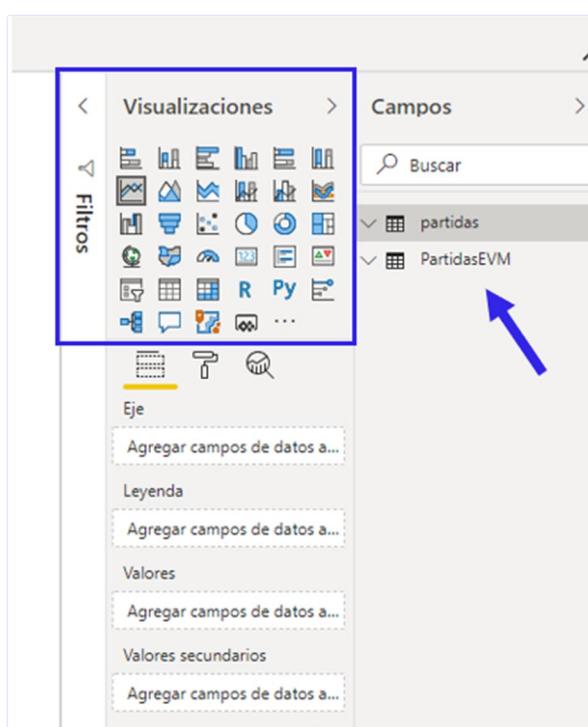 Filtros
Visualizaciones
123
R
Py
Eje
Agregar campos de datos a...
Leyenda
Agregar campos de datos a...
Valores
Agregar campos de datos a...
Valores secundarios
Agregar campos de datos a...
Campos
Buscar
partidas
PartidasEVM